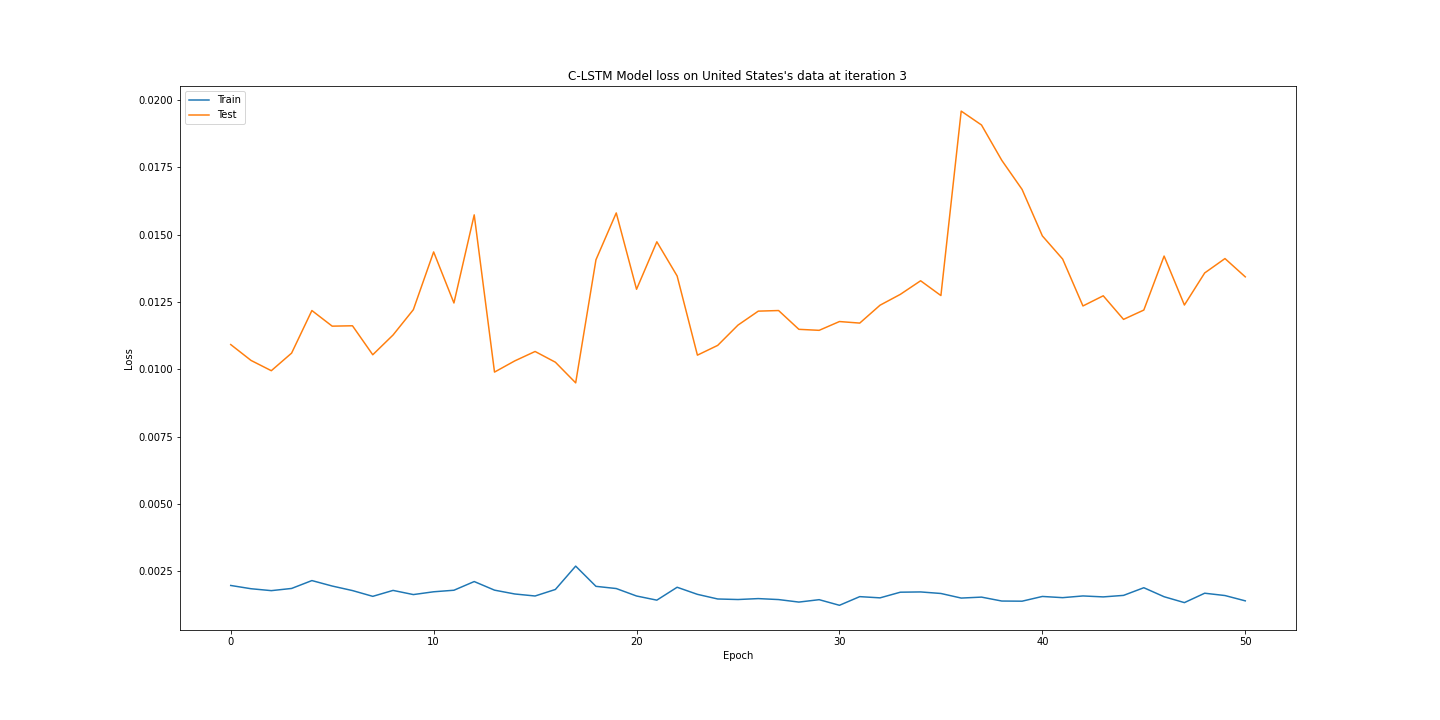 C-LSTM Model loss on United States's data at iteration 3
Train
Test
0.0200
0.0175
0.0150
0.0125
0.0100
0.0075
0.0050
0.0025
Loss
0 10 20 30 40 50
Epoch